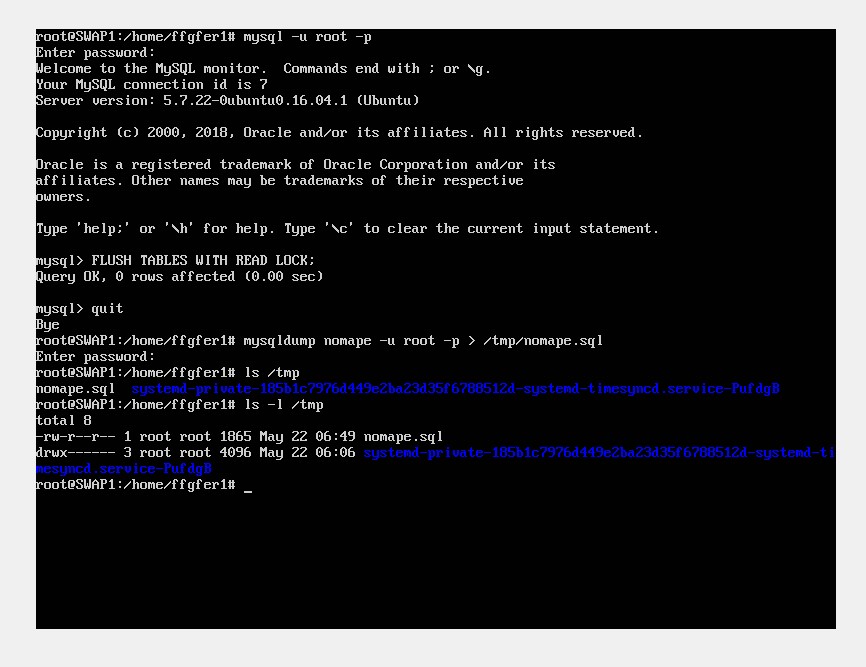 root@SWAP1:/home/ffgfer1# mysql -u root -p
Enter password:
Welcome to the MySQL monitor.  Commands end with ; or \g.
Your MySQL connection id is 7
Server version: 5.7.22-0ubuntu0.16.04.1 (Ubuntu)
Copyright (c) 2000, 2018, Oracle and/or its affiliates. All rights reserved.
Oracle is a registered trademark of Oracle Corporation and/or its
affiliates. Other names may be trademarks of their respective
owners.
Type 'help;' or '\h' for help. Type '\c' to clear the current input statement.
mysql> FLUSH TABLES WITH READ LOCK;
Query OK, 0 rows affected (0.00 sec)
mysql> quit
Bye
root@SWAP1:/home/ffgfer1# mysqldump nomape -u root -p > /tmp/nomape.sql
Enter password:
root@SWAP1:/home/ffgfer1# ls /tmp
nomape.sql  systemd-private-185b1c7976d449e2ba23d35f6788512d-systemd-timesyncd.service-PufdgB
root@SWAP1:/home/ffgfer1# ls -l /tmp
total 8
-rw-r--r-- 1 root root 1865 May 22 06:49 nomape.sql
drwx------ 3 root root 4096 May 22 06:06 systemd-private-185b1c7976d449e2ba23d35f6788512d-systemd-ti
mesyncd.service-PufdgB
root@SWAP1:/home/ffgfer1# _